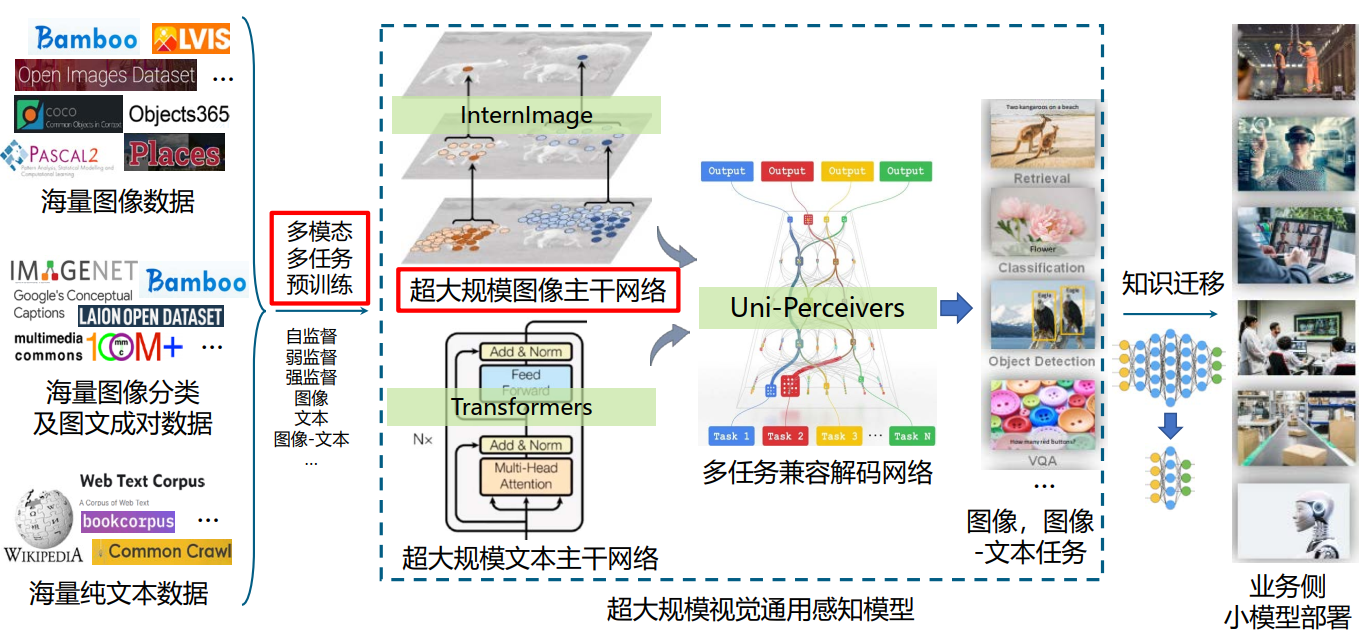 Bamboo
LVIS
Open Images Dataset
...
COCO
Common Objects in Context
Objects365
PASCAL2
Pattern Analysis, Statistical Modelling and
Computational Learning
Places
海量图像数据
IMAGENET
Bamboo
Google's Conceptual
Captions
LAION OPEN DATASET
multimedia
commons
100M+
mm
c
...
海量图像分类
及图文成对数据
Web Text Corpus
A Corpus of Web Text
bookcorpus
...
WIKIPEDIA
Common Crawl
海量纯文本数据
多模态
多任务
预训练
自监督
弱监督
强监督
图像
文本
图像-文本
...
InternImage
超大规模图像主干网络
Add & Norm
Feed
Forward
Transformers
N×
Add & Norm
Multi-Head
Attention
超大规模文本主干网络
Output
Output
Output
Output
Uni-Perceivers
Task 1
Task 2
Task 3
...
Task N
多任务兼容解码网络
Two kangaroos on a beach
Retrieval
Flower
Classification
Eagle
Eagle
Object Detection
How many red buttons?
VQA
...
图像，图像
-文本任务
超大规模视觉通用感知模型
知识迁移
业务侧
小模型部署